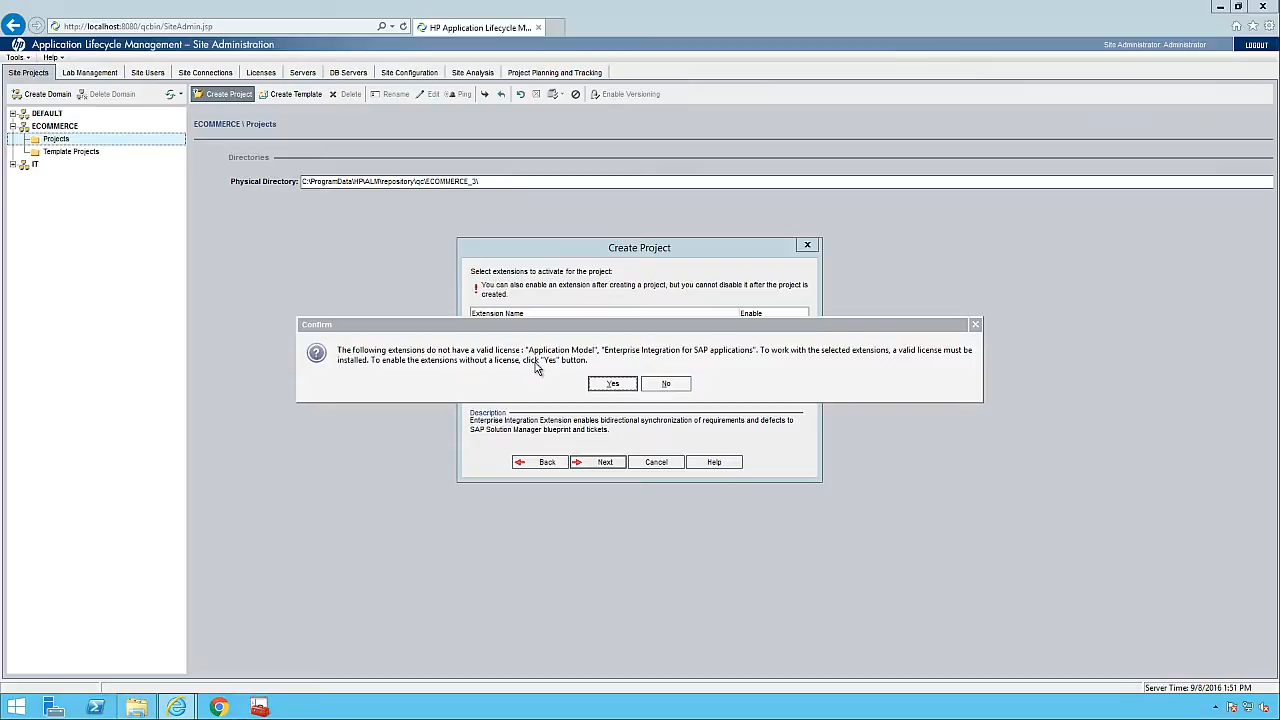 http://localhost:8080/qcbin/SiteAdmin.jsp
HP Application Lifecycle M...
Application Lifecycle Management – Site Administration
Site Administrator: Administrator
LOGOUT
Tools
Help
Site Projects
Lab Management
Site Users
Site Connections
Licenses
Servers
DB Servers
Site Configuration
Site Analysis
Project Planning and Tracking
Create Domain
Delete Domain
Create Project
Create Template
Delete
Rename
Edit
Ping
Enable Versioning
DEFAULT
ECOMMERCE
Projects
Template Projects
IT
ECOMMERCE \ Projects
Directories
Physical Directory:
C:\ProgramData\HP\ALM\repository\qc\ECOMMERCE_3\
Create Project
Select extensions to activate for the project:
! You can also enable an extension after creating a project, but you cannot disable it after the project is
created.
Extension Name
Enable
Confirm
The following extensions do not have a valid license : "Application Model", "Enterprise Integration for SAP applications". To work with the selected extensions, a valid license must be
installed. To enable the extensions without a license, click "Yes" button.
Yes
No
Description
Enterprise Integration Extension enables bidirectional synchronization of requirements and defects to
SAP Solution Manager blueprint and tickets.
Back
Next
Cancel
Help
Server Time: 9/8/2016 1:51 PM